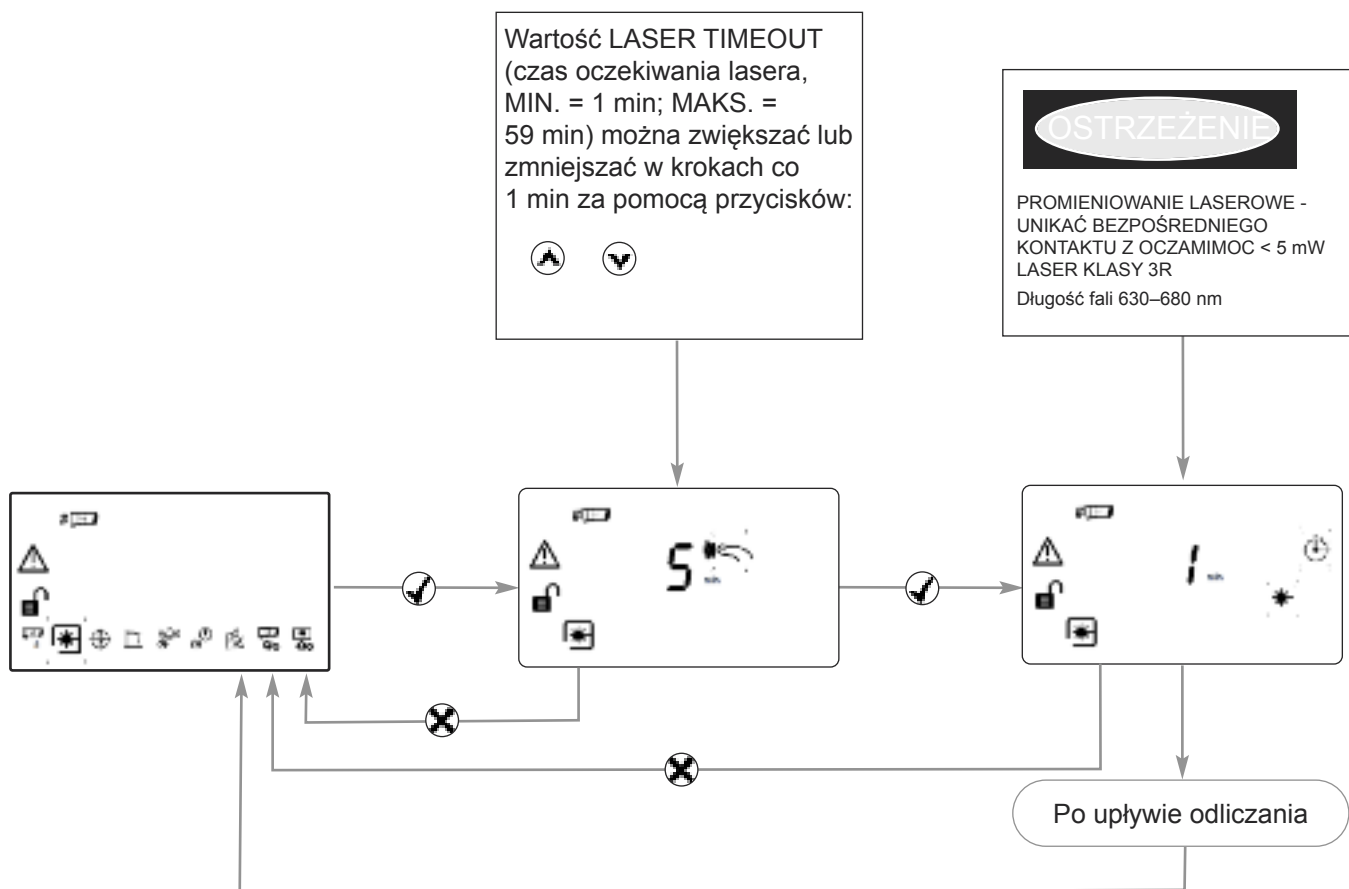 Wartość LASER TIMEOUT
(czas oczekiwania lasera,
MIN. = 1 min; MAKS. =
59 min) można zwiększać lub
zmniejszać w krokach co
1 min za pomocą przycisków:
OSTRZEŻENIE
PROMIENIOWANIE LASEROWE -
UNIKAĆ BEZPOŚREDNIEGO
KONTAKTU Z OCZAMIMOC < 5 mW
LASER KLASY 3R
Długość fali 630–680 nm
5 min
1 min
Po upływie odliczania